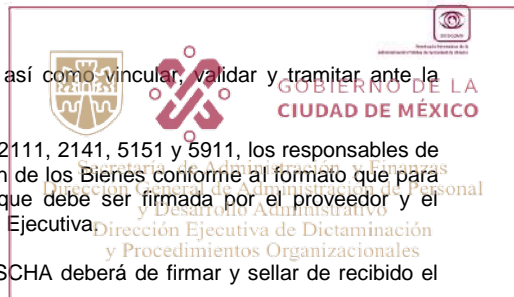 así como vincular, validar y tramitar ante la
GOBIERNO DE LA
CIUDAD DE MÉXICO
2111, 2141, 5151 y 5911, los responsables de
Secretaría de Administración y Finanzas
n de los Bienes conforme al formato que para
Dirección General de Administración de Personal
que debe ser firmada por el proveedor y el
y Desarrollo Administrativo
Ejecutiva.
Dirección Ejecutiva de Dictaminación
y Procedimientos Organizacionales
SCHA deberá de firmar y sellar de recibido el